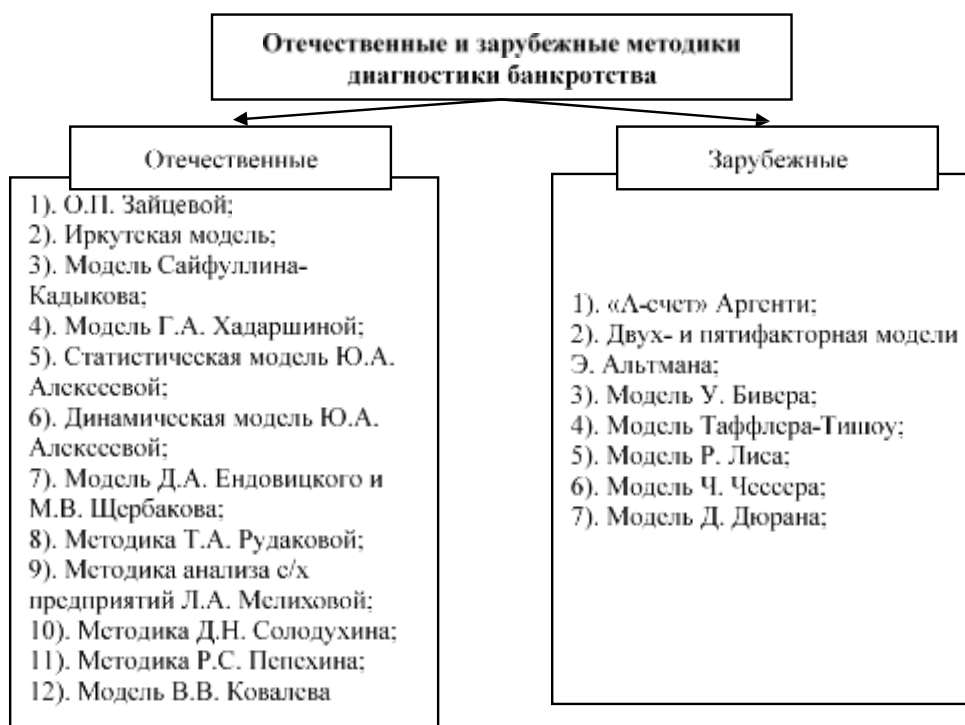 Отечественные и зарубежные методики
диагностики банкротства
Отечественные
1). О.П. Зайцевой;
2). Иркутская модель;
3). Модель Сайфуллина-
Кадыкова;
4). Модель Г.А. Хадаршиной;
5). Статистическая модель Ю.А.
Алексеевой;
6). Динамическая модель Ю.А.
Алексеевой;
7). Модель Д.А. Ендовицкого и
М.В. Щербакова;
8). Методика Т.А. Рудаковой;
9). Методика анализа с/х
предприятий Л.А. Мелиховой;
10). Методика Д.Н. Солодухина;
11). Методика Р.С. Пепехина;
12). Модель В.В. Ковалева
Зарубежные
1). «А-счет» Аргенти;
2). Двух- и пятифакторная модели
Э. Альтмана;
3). Модель У. Бивера;
4). Модель Таффлера-Тишоу;
5). Модель Р. Лиса;
6). Модель Ч. Чессера;
7). Модель Д. Дюрана;